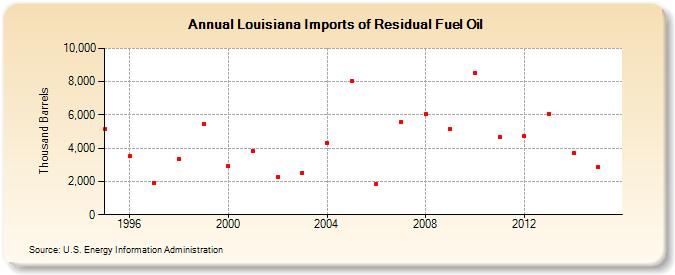 Annual Louisiana Imports of Residual Fuel Oil
Thousand Barrels
10,000
8,000
6,000
4,000
2,000
0
1996 2000 2004 2008 2012
Source: U.S. Energy Information Administration